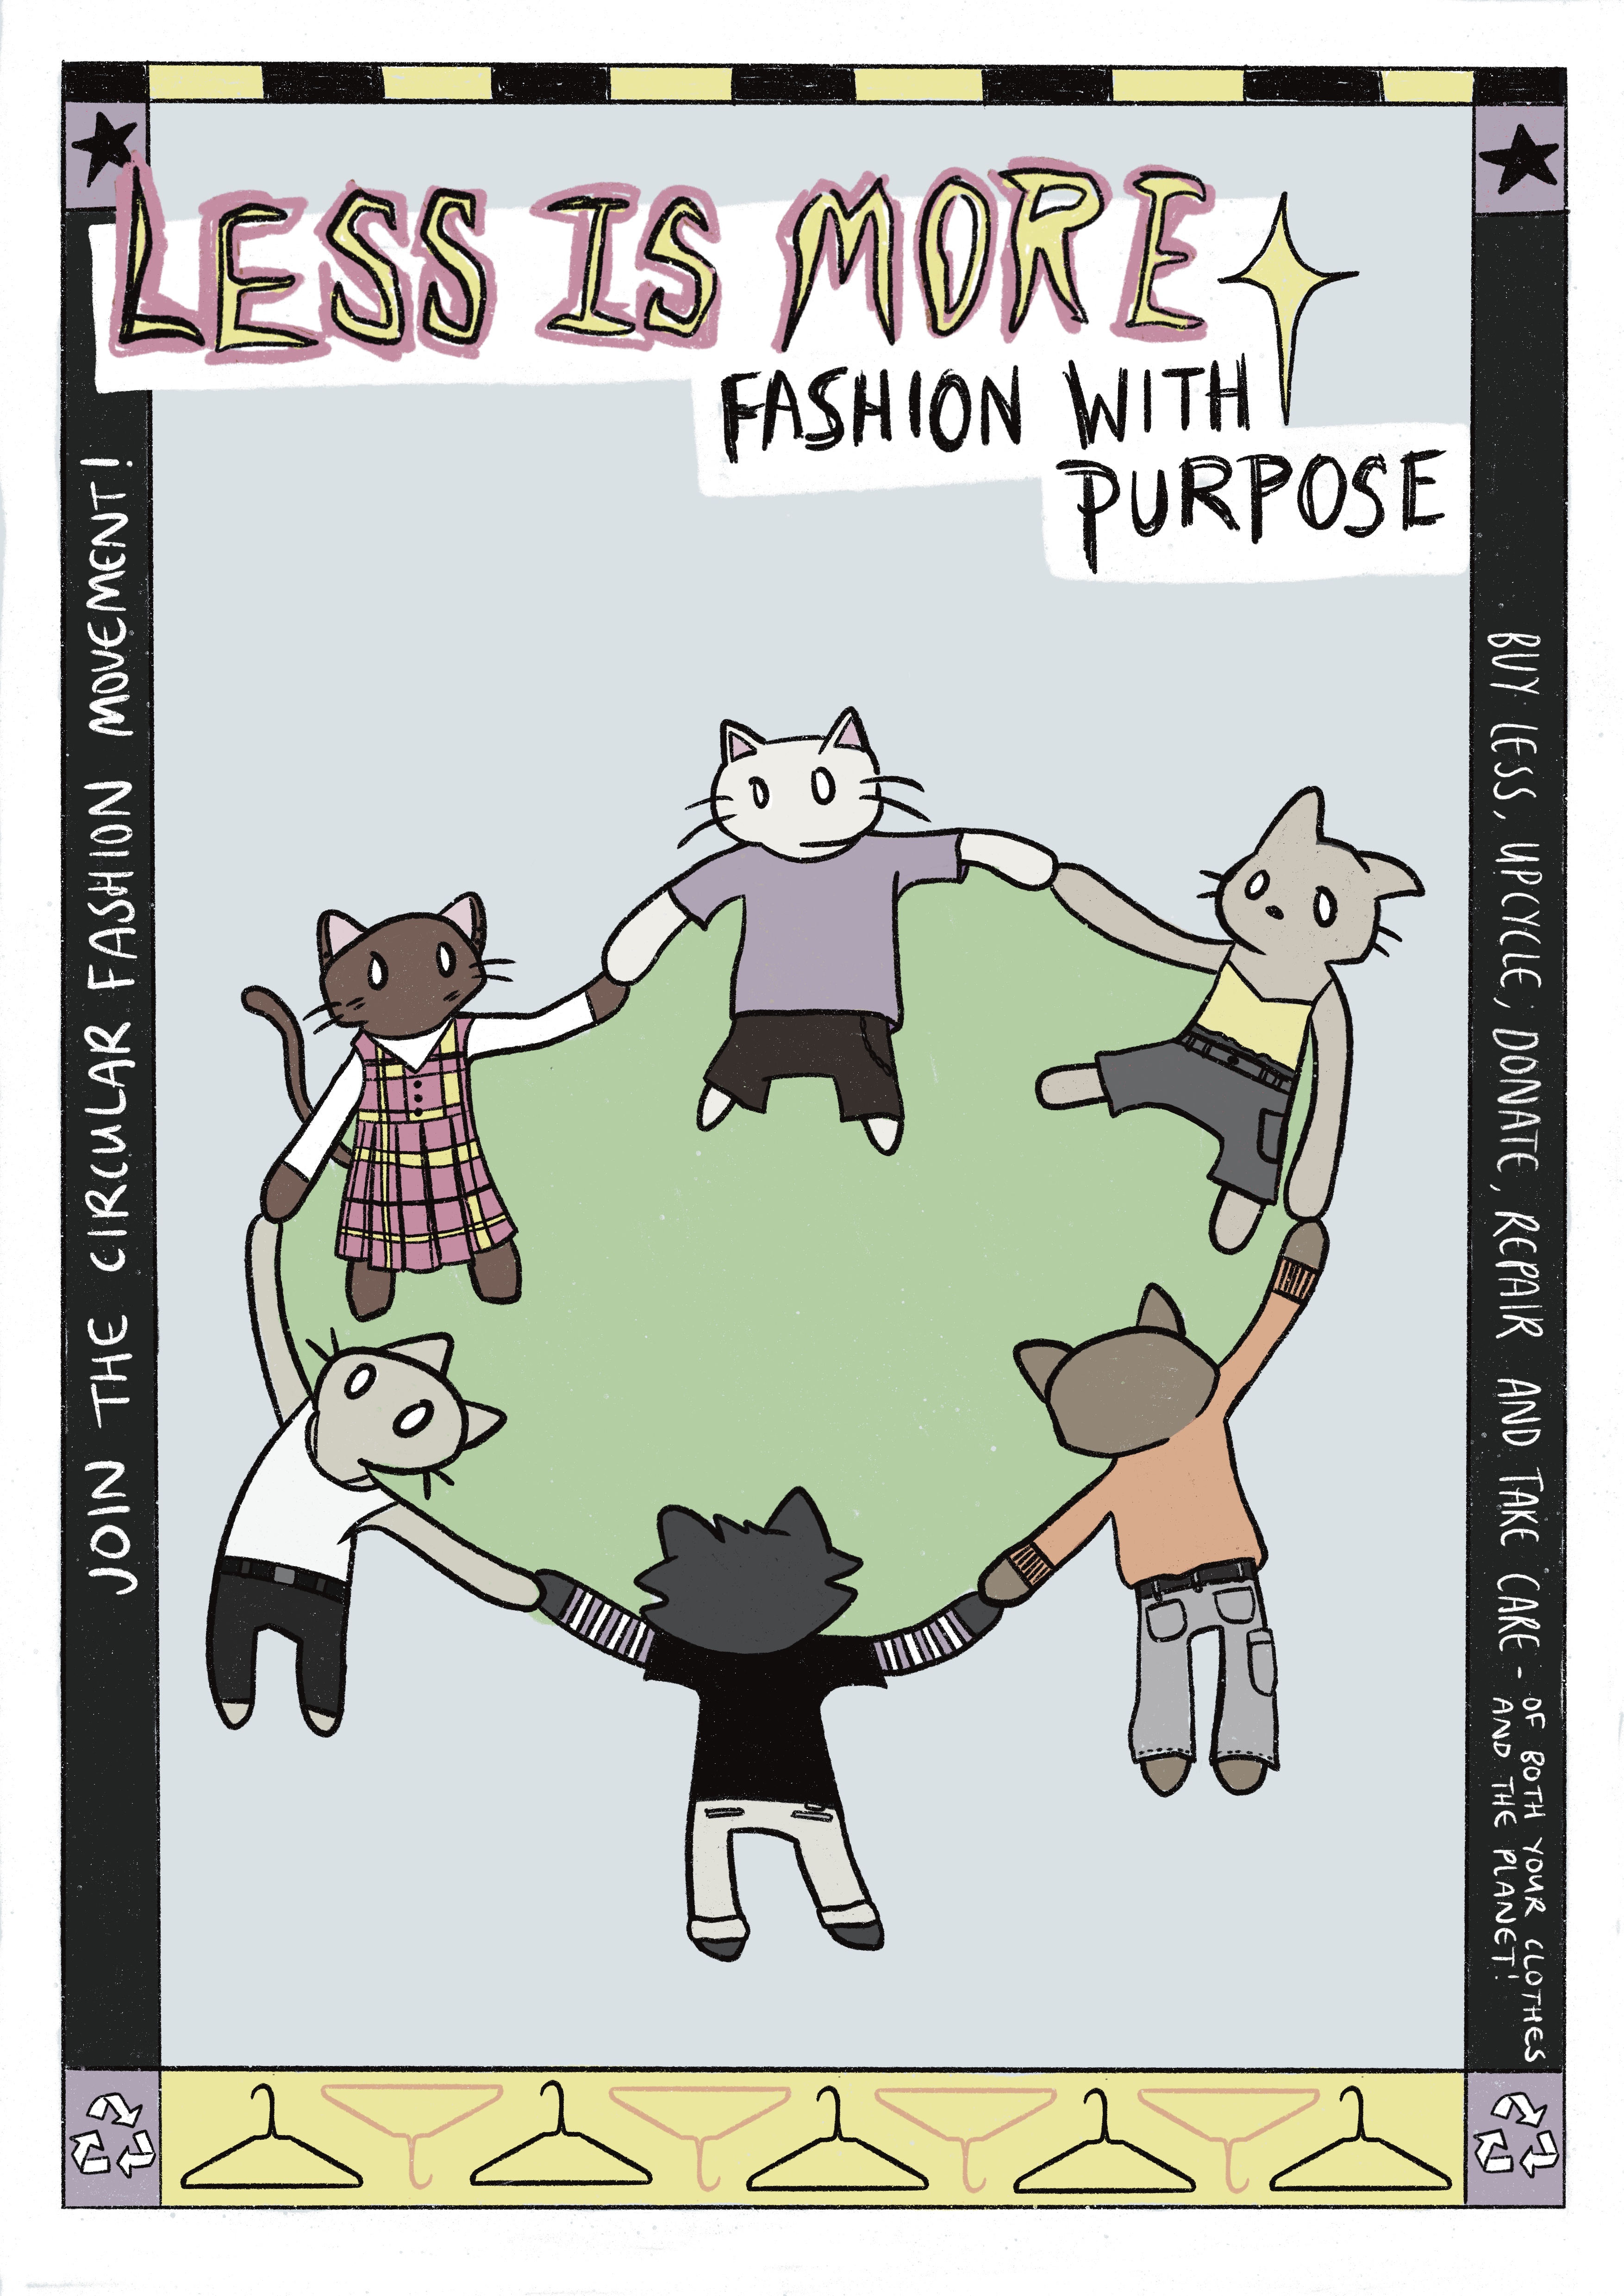 LESS IS MORE
FASHION WITH
PURPOSE
JOIN THE CIRCULAR FASHION MOVEMENT!
BUY LESS, UPCYCLE, DONATE, REPAIR AND TAKE CARE - OF BOTH YOUR CLOTHES
AND THE PLANET!